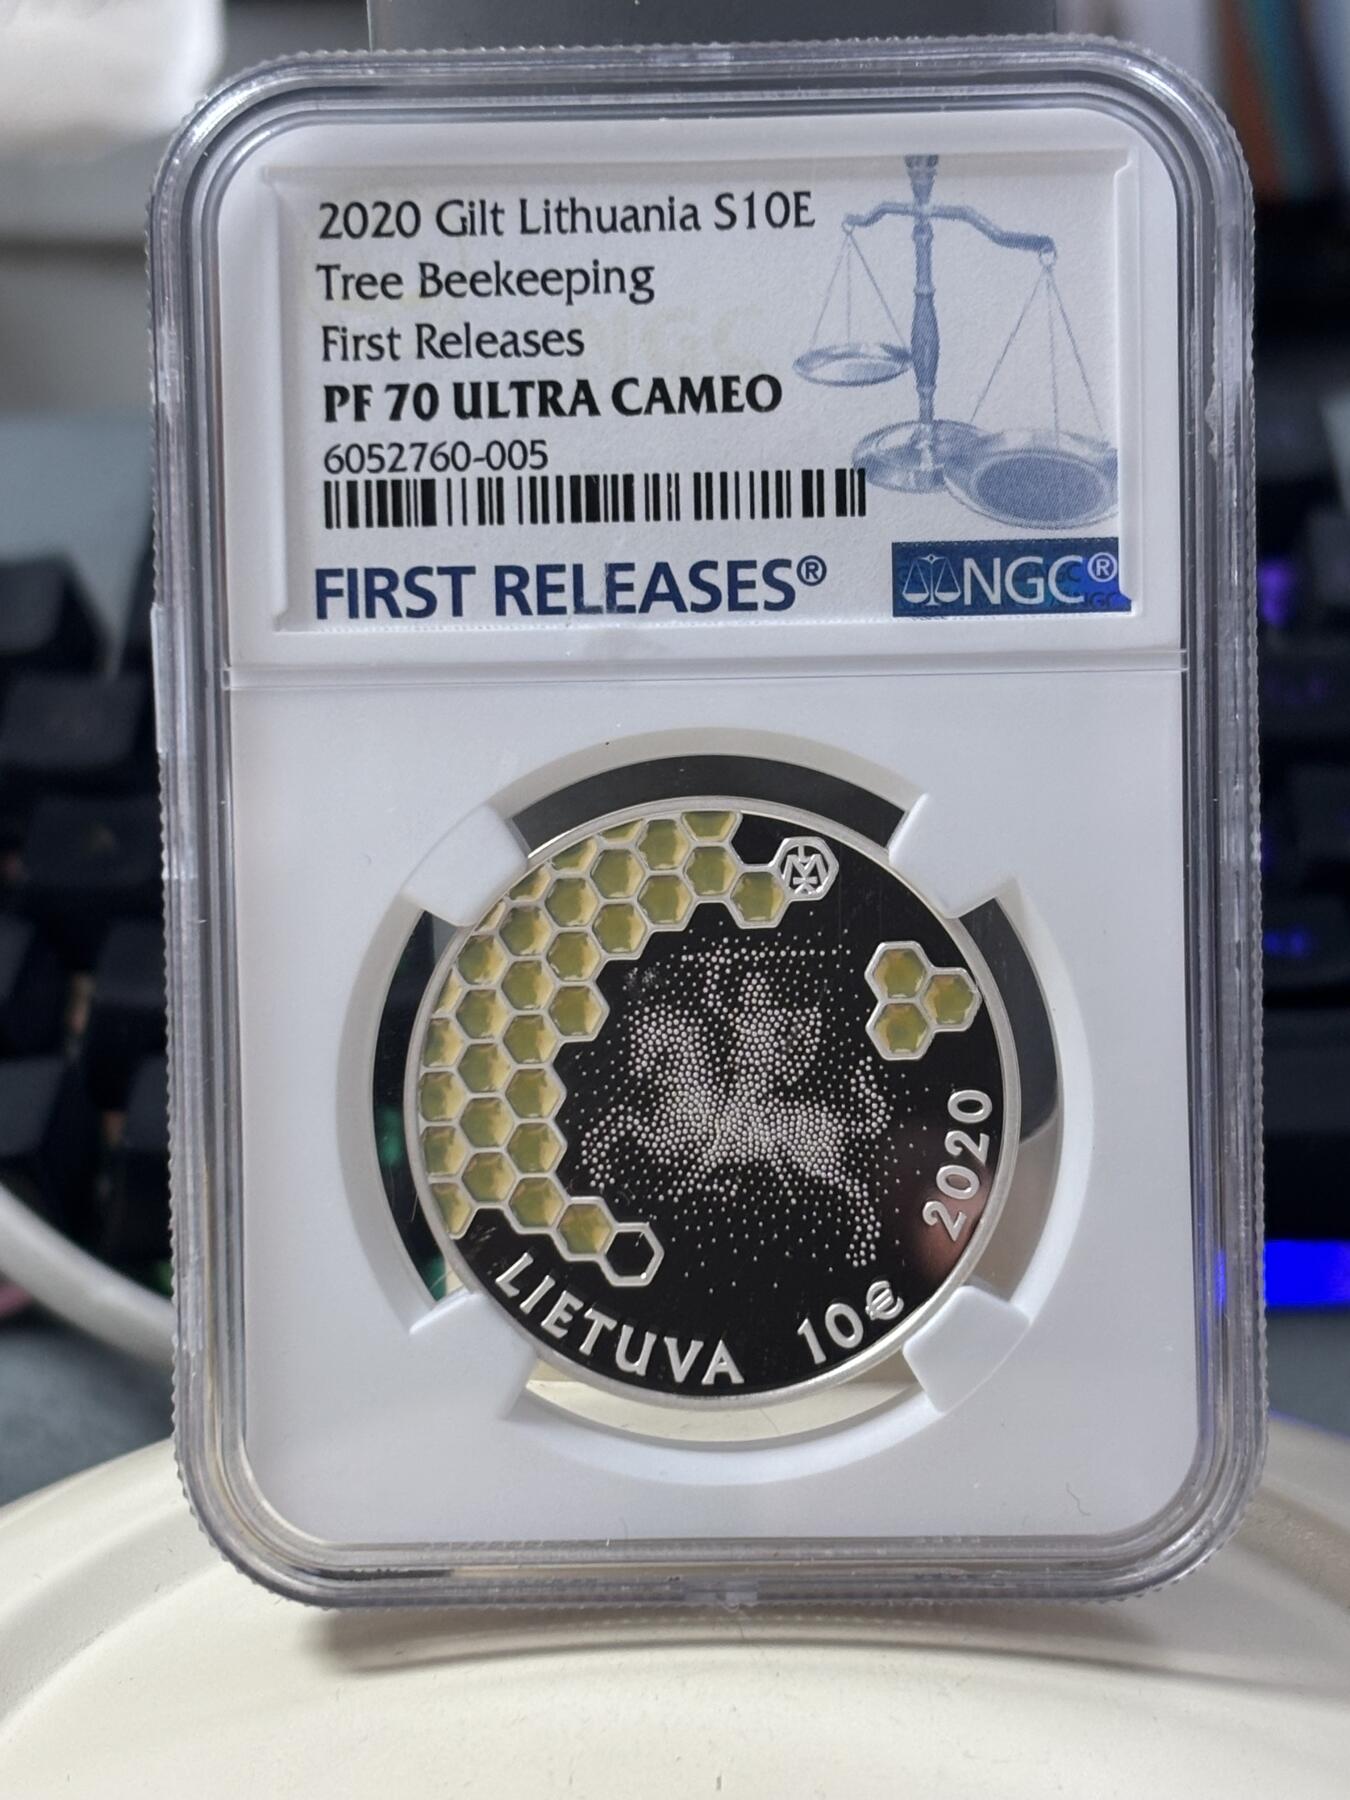 2020 Gilt Lithuania S10E
Tree Beekeeping
First Releases
PF 70 ULTRA CAMEO
6052760-005
FIRST RELEASES®
NGC®
2020
LIETUVA 10€